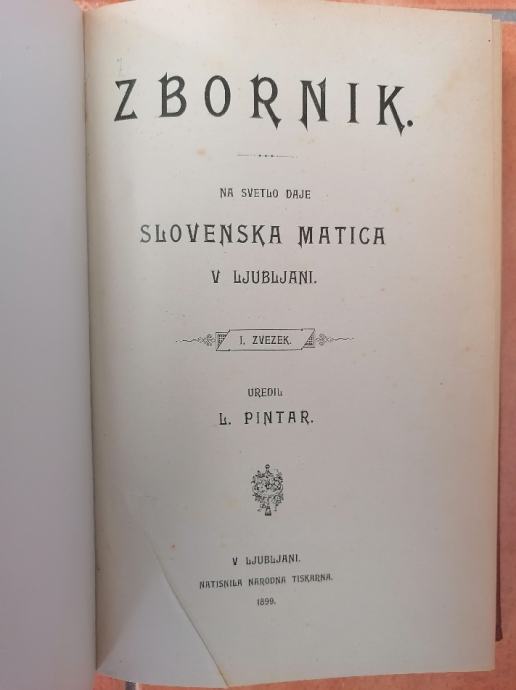 ZBORNIK.
NA SVETLO DAJE
SLOVENSKA MATICA
V LJUBLJANI.
I. ZVEZEK.
UREDIL
L. PINTAR.
V LJUBLJANI.
NATISNILA NARODNA TISKARNA.
1899.